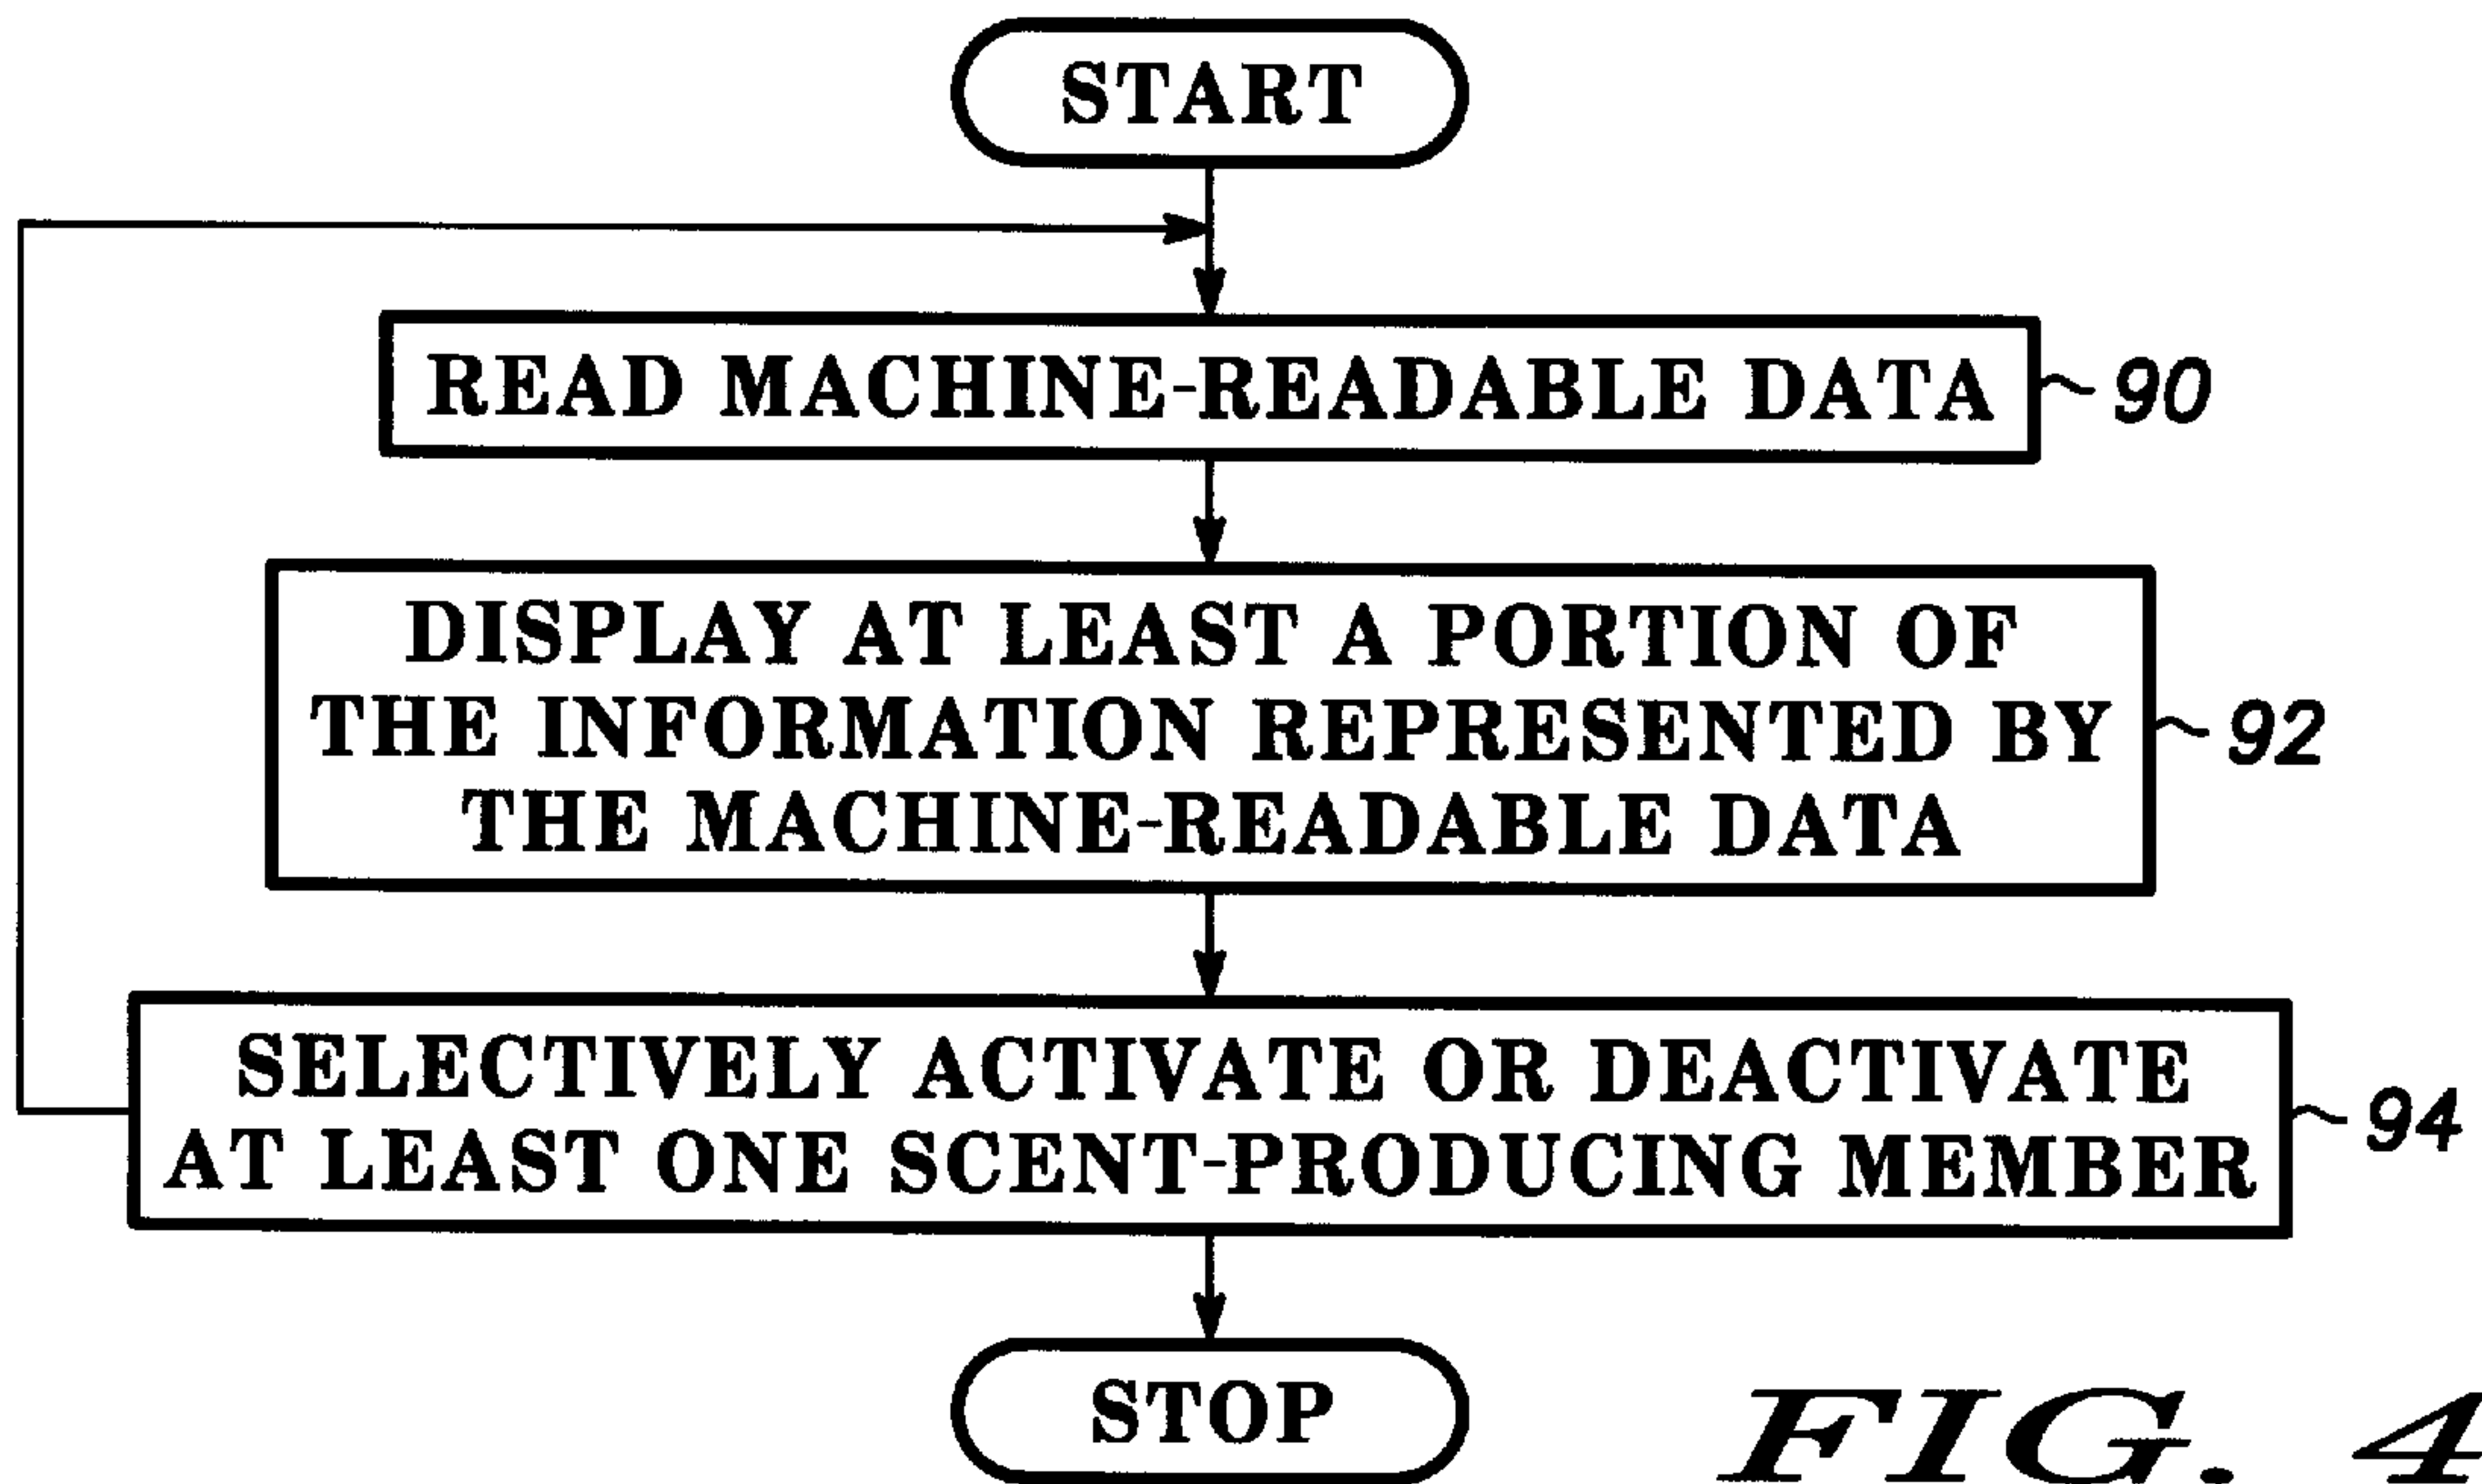 START
READ MACHINE-READABLE DATA
90
DISPLAY AT LEAST A PORTION OF
THE INFORMATION REPRESENTED BY
THE MACHINE-READABLE DATA
92
SELECTIVELY ACTIVATE OR DEACTIVATE
AT LEAST ONE SCENT-PRODUCING MEMBER
94
STOP
FIG. 4